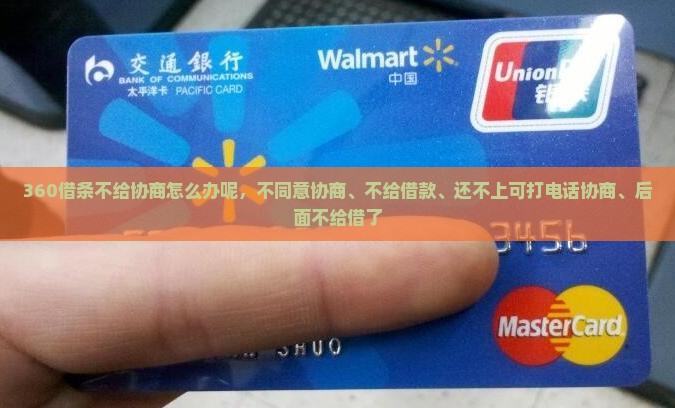 交通銀行
BANK OF COMMUNICATIONS
太平洋卡 PACIFIC CARD
Walmart
中国
UnionPay
银联
360借条不给协商怎么办呢，不同意协商、不给借款、还不上可打电话协商、后
面不给借了
3456
MasterCard
SHUO